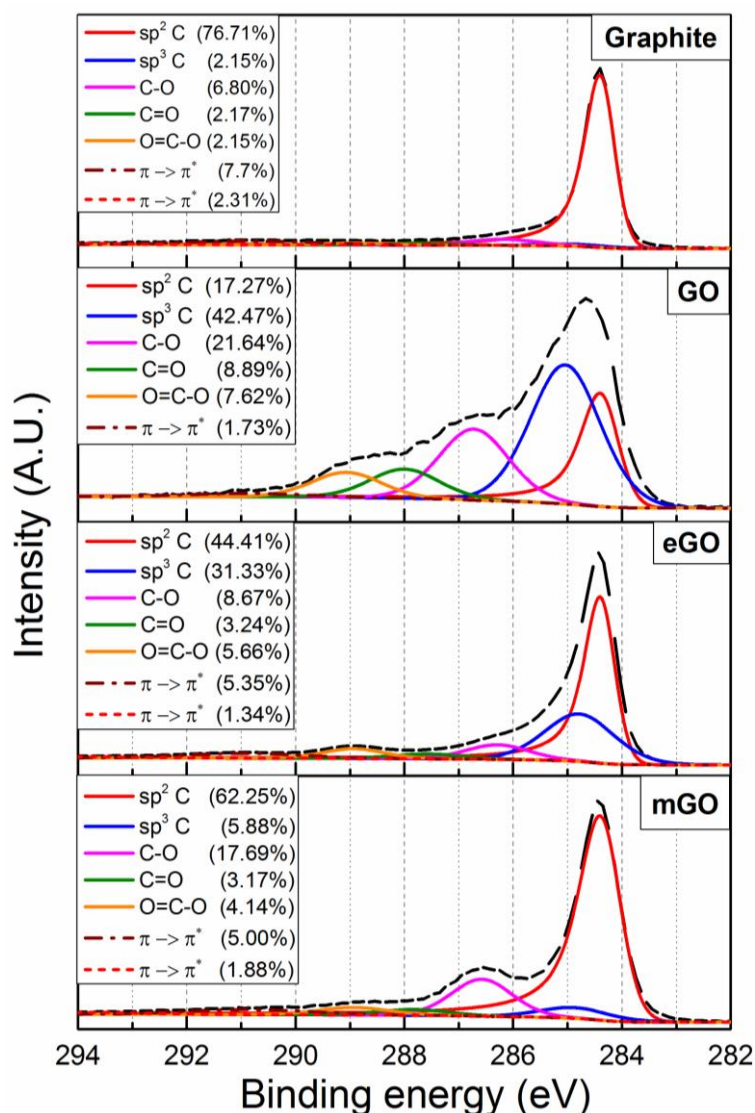 sp² C (76.71%)
sp³ C (2.15%)
C-O (6.80%)
C=O (2.17%)
O=C-O (2.15%)
π -> π* (7.7%)
π -> π* (2.31%)
Graphite
sp² C (17.27%)
sp³ C (42.47%)
C-O (21.64%)
C=O (8.89%)
O=C-O (7.62%)
π -> π* (1.73%)
GO
sp² C (44.41%)
sp³ C (31.33%)
C-O (8.67%)
C=O (3.24%)
O=C-O (5.66%)
π -> π* (5.35%)
π -> π* (1.34%)
eGO
sp² C (62.25%)
sp³ C (5.88%)
C-O (17.69%)
C=O (3.17%)
O=C-O (4.14%)
π -> π* (5.00%)
π -> π* (1.88%)
mGO
Intensity (A.U.)
294 292 290 288 286 284 282
Binding energy (eV)